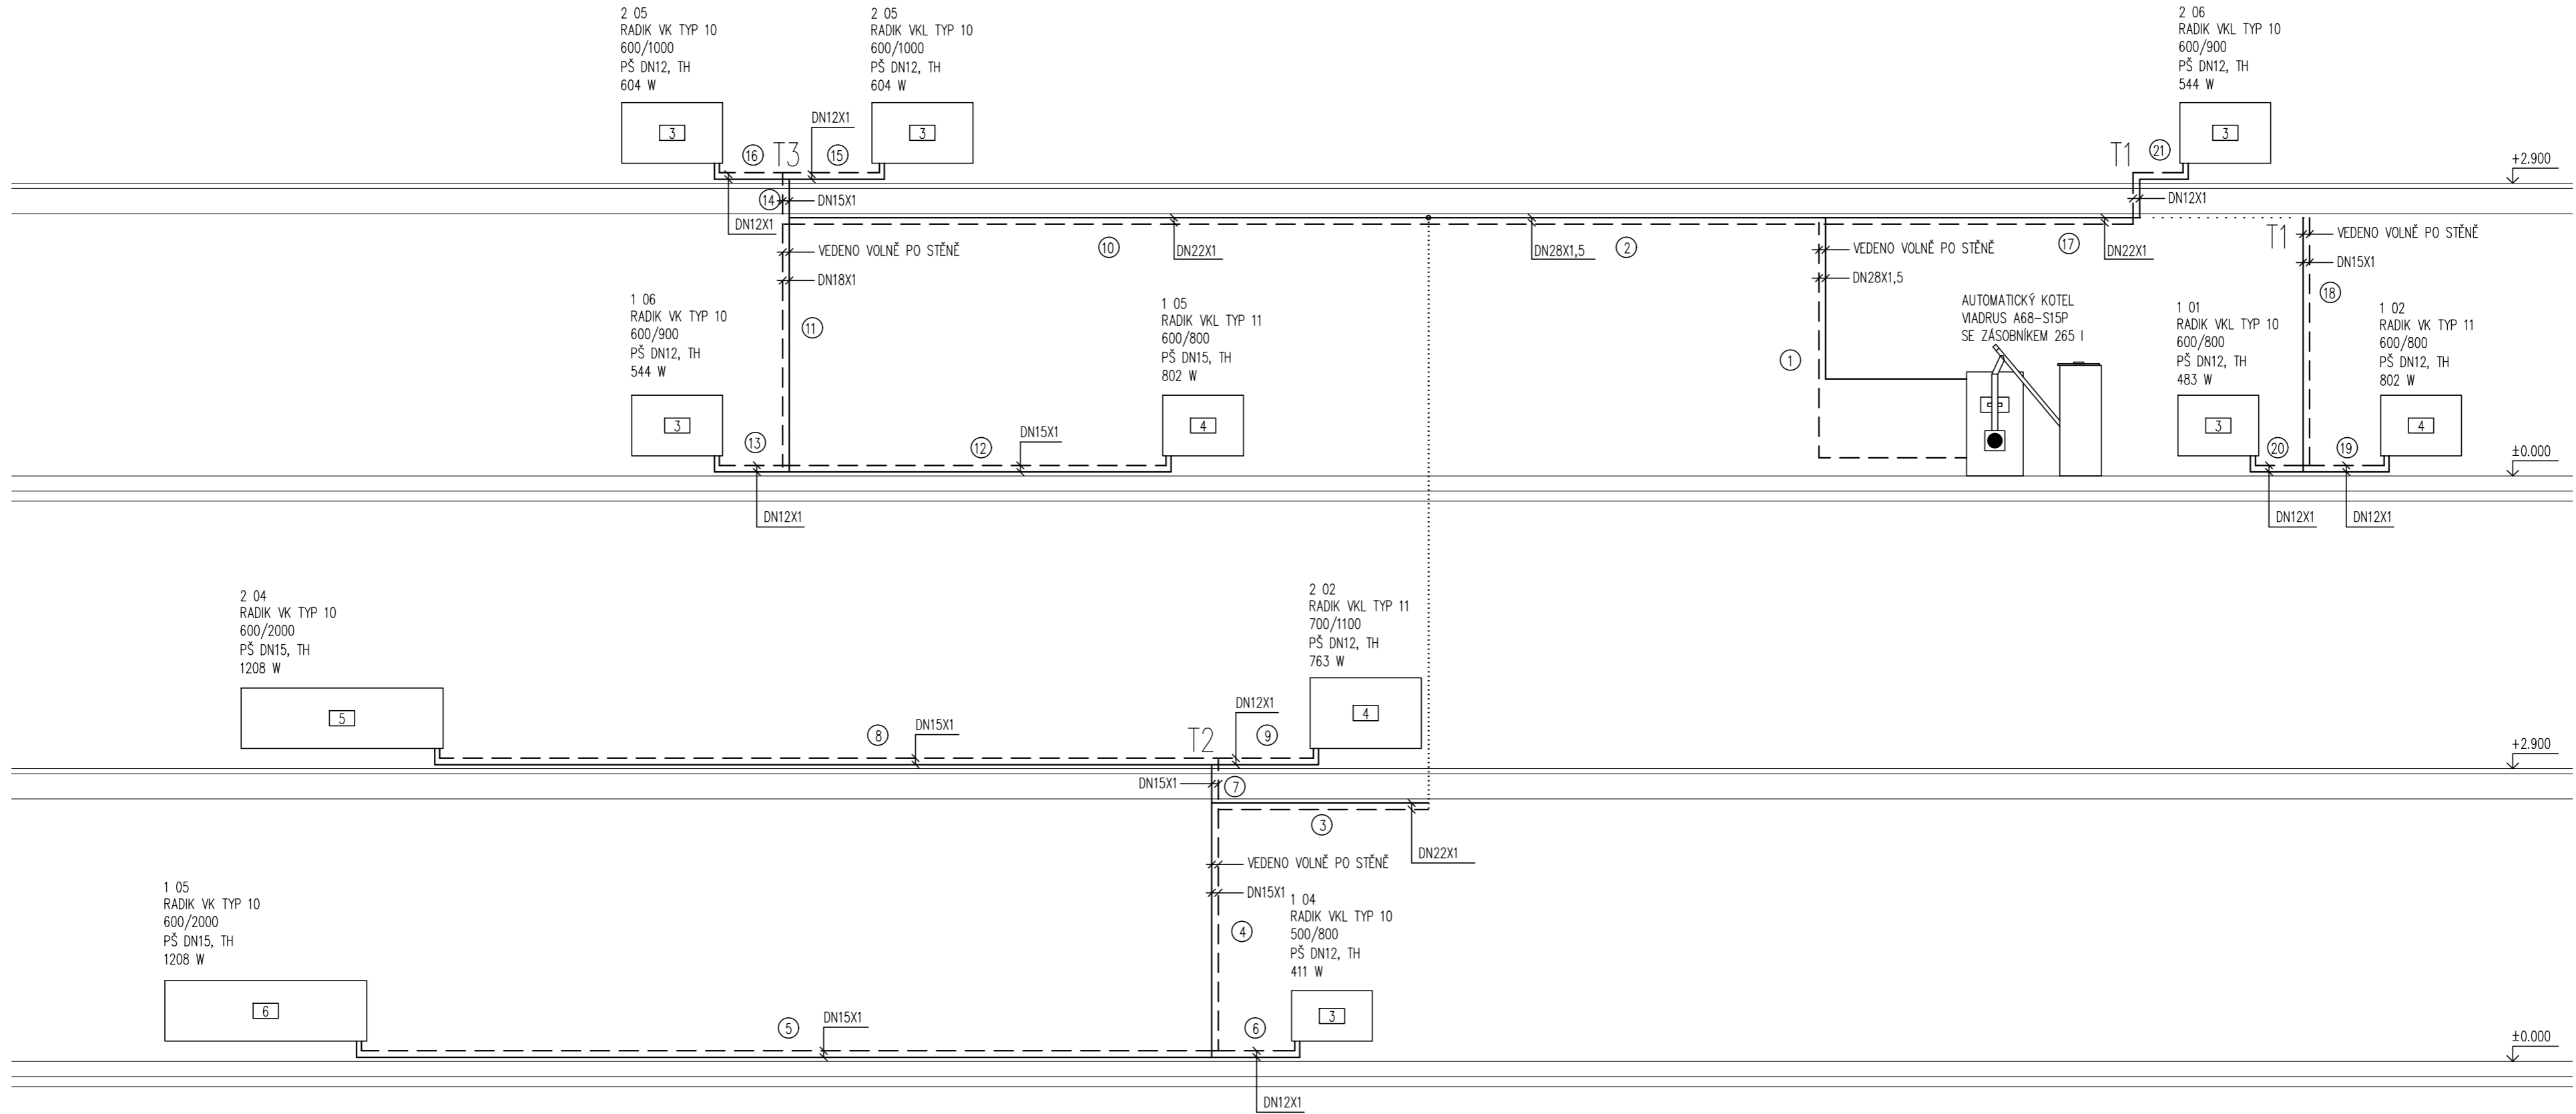 2 05
RADIK VK TYP 10
600/1000
PŠ DN12, TH
604 W
3
2 05
RADIK VKL TYP 10
600/1000
PŠ DN12, TH
604 W
3
2 06
RADIK VKL TYP 10
600/900
PŠ DN12, TH
544 W
3
DN12X1
16
T3
15
T1
21
+2.900
14
DN15X1
DN12X1
DN12X1
VEDENO VOLNĚ PO STĚNĚ
DN18X1
10
DN22X1
DN28X1,5
2
VEDENO VOLNĚ PO STĚNĚ
DN28X1,5
17
DN22X1
T1
VEDENO VOLNĚ PO STĚNĚ
DN15X1
18
1 06
RADIK VK TYP 10
600/900
PŠ DN12, TH
544 W
3
11
1 05
RADIK VKL TYP 11
600/800
PŠ DN15, TH
802 W
4
1
AUTOMATICKÝ KOTEL
VIADRUS A68-S15P
SE ZÁSOBNÍKEM 265 l
1 01
RADIK VKL TYP 10
600/800
PŠ DN12, TH
483 W
3
1 02
RADIK VK TYP 11
600/800
PŠ DN12, TH
802 W
4
13
12
DN15X1
20
19
±0.000
DN12X1
DN12X1
DN12X1
2 04
RADIK VK TYP 10
600/2000
PŠ DN15, TH
1208 W
5
2 02
RADIK VKL TYP 11
700/1100
PŠ DN12, TH
763 W
4
8
DN15X1
T2
DN12X1
9
+2.900
DN15X1
7
3
DN22X1
VEDENO VOLNĚ PO STĚNĚ
DN15X1
4
1 05
RADIK VK TYP 10
600/2000
PŠ DN15, TH
1208 W
6
1 04
RADIK VKL TYP 10
500/800
PŠ DN12, TH
411 W
3
5
DN15X1
6
±0.000
DN12X1